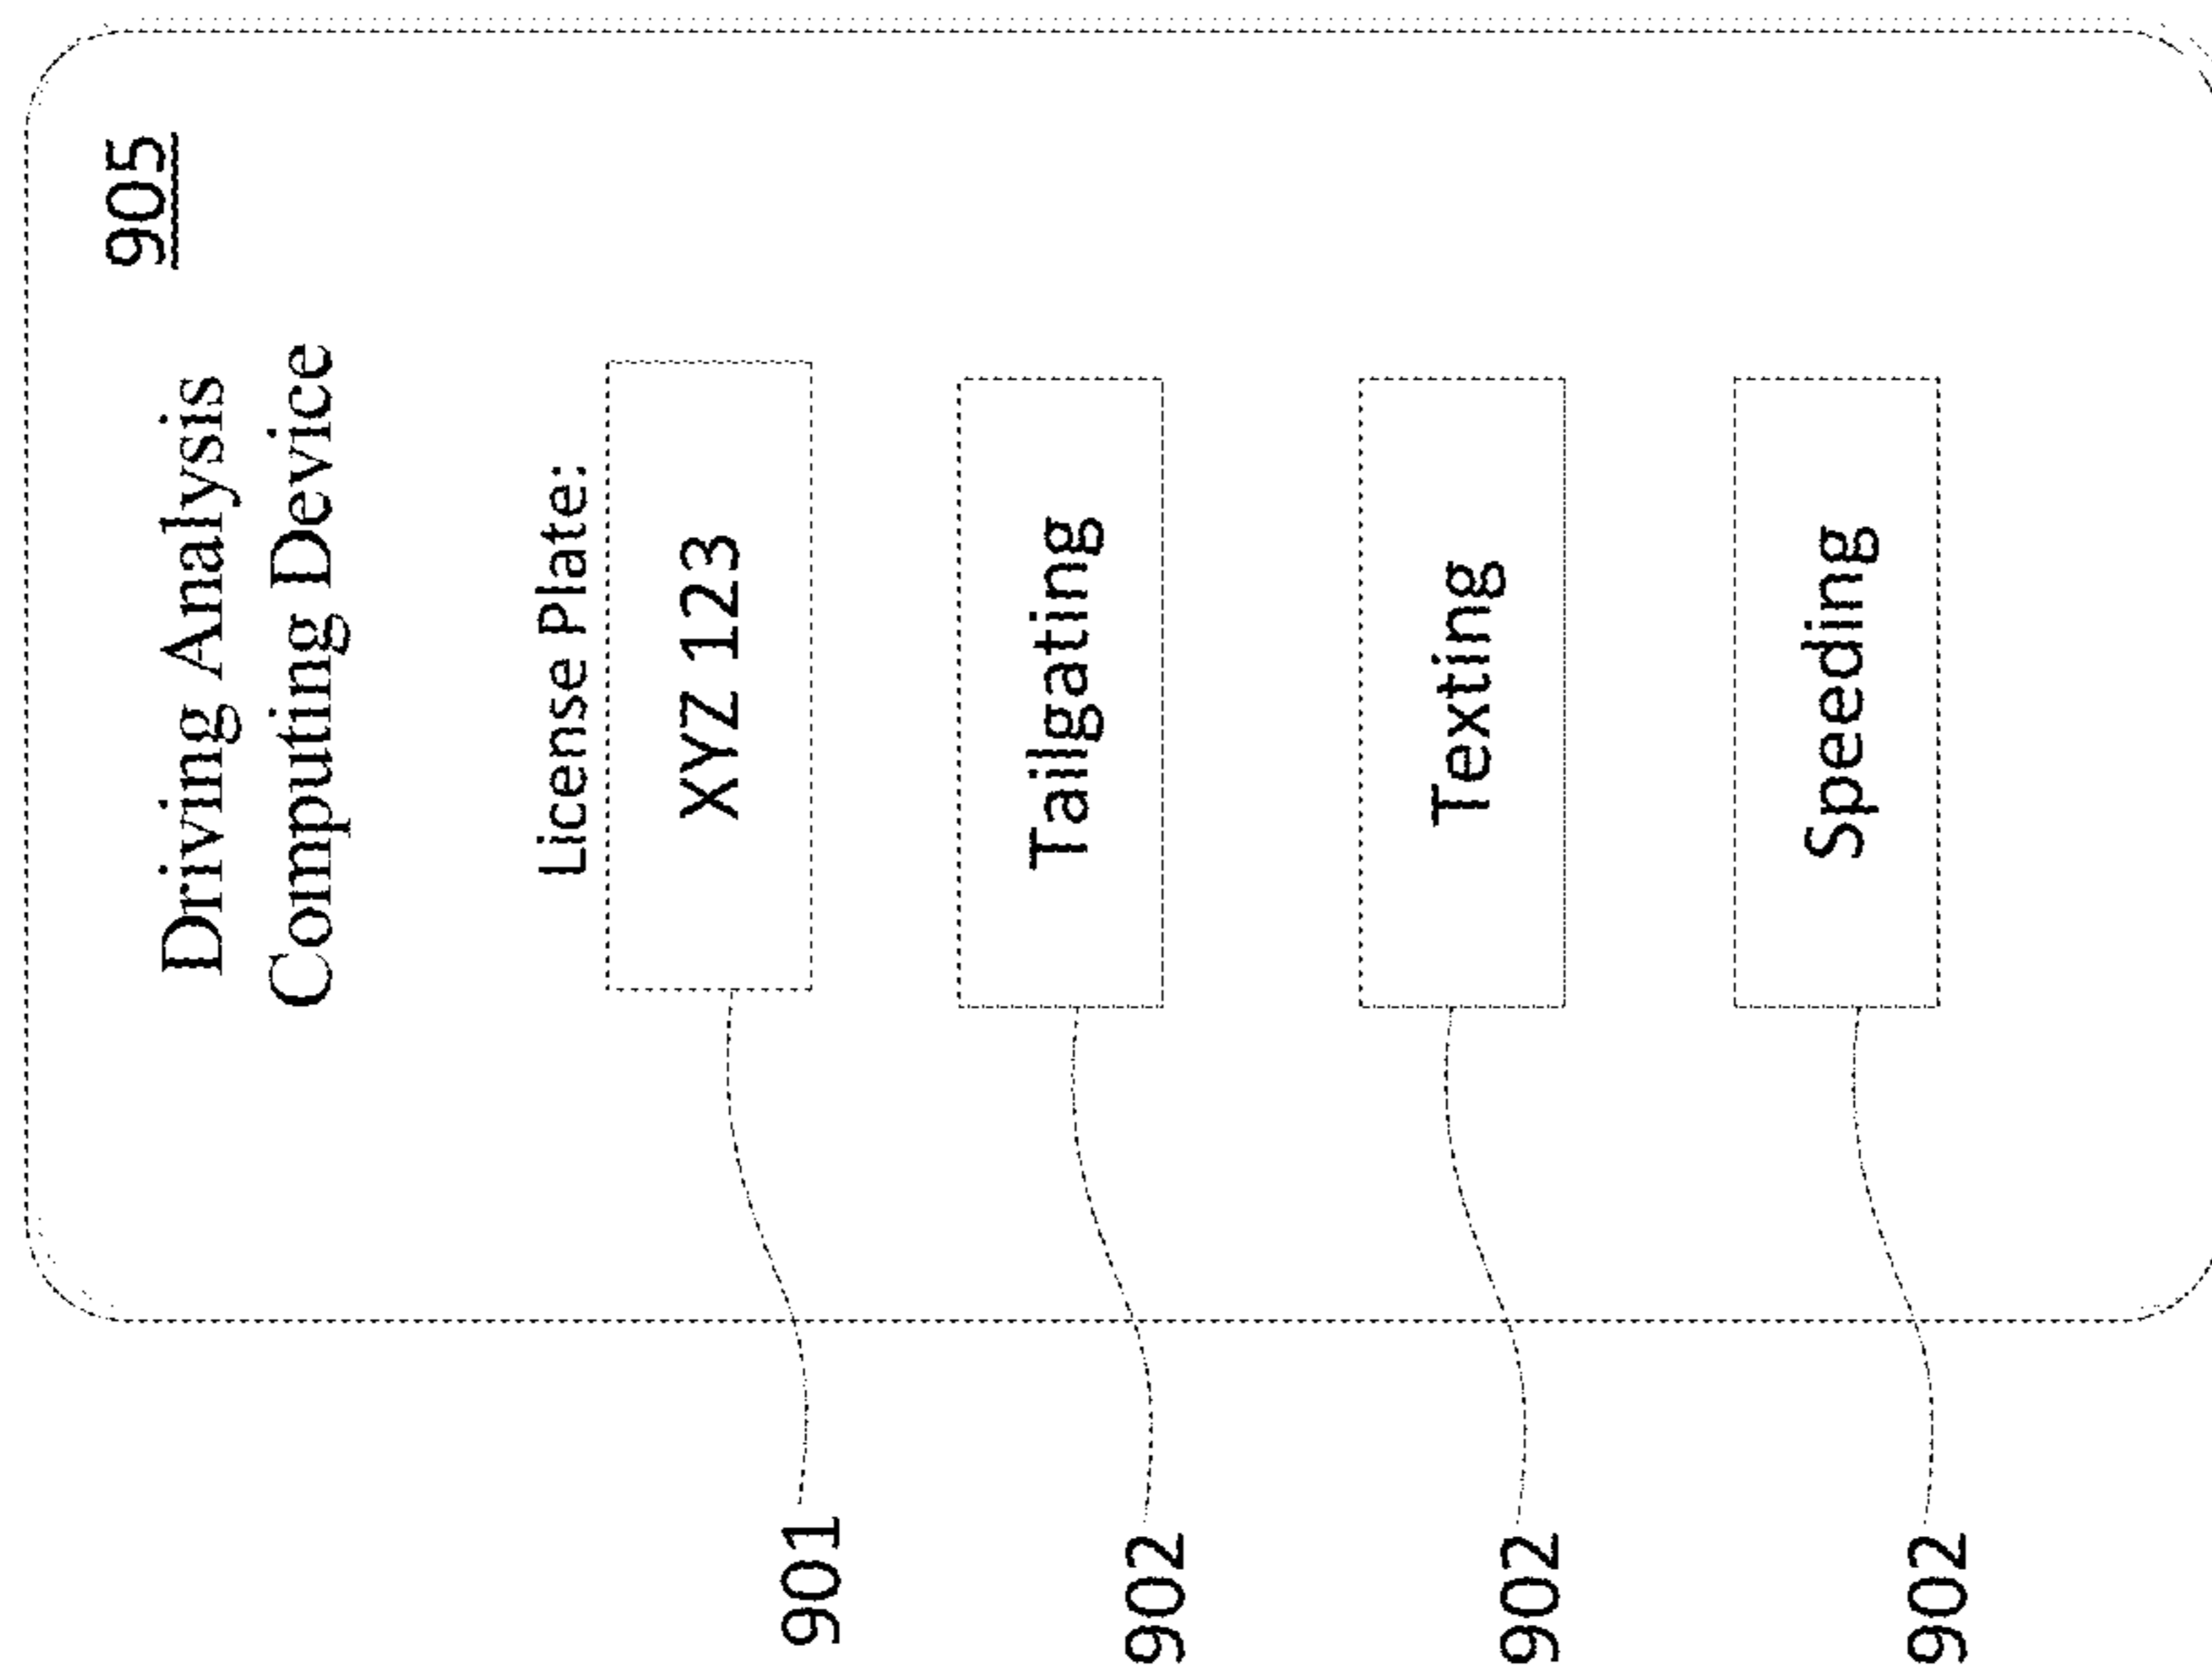 905
Driving Analysis
Computing Device
License Plate:
901
XYZ 123
902
Tailgating
902
Texting
902
Speeding